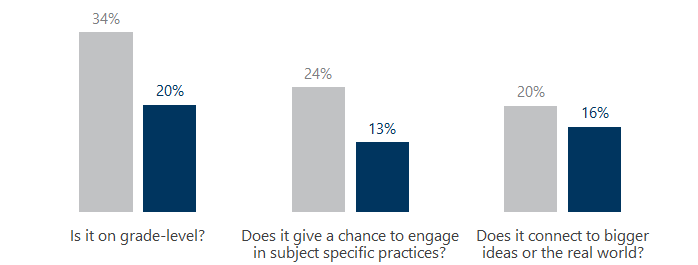 34%
20%
24%
13%
20%
16%
Is it on grade-level?
Does it give a chance to engage
in subject specific practices?
Does it connect to bigger
ideas or the real world?